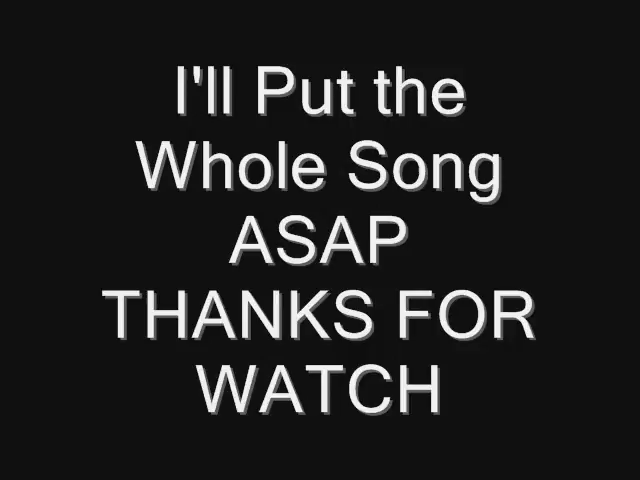 I'll Put the
Whole Song
ASAP
THANKS FOR
WATCH